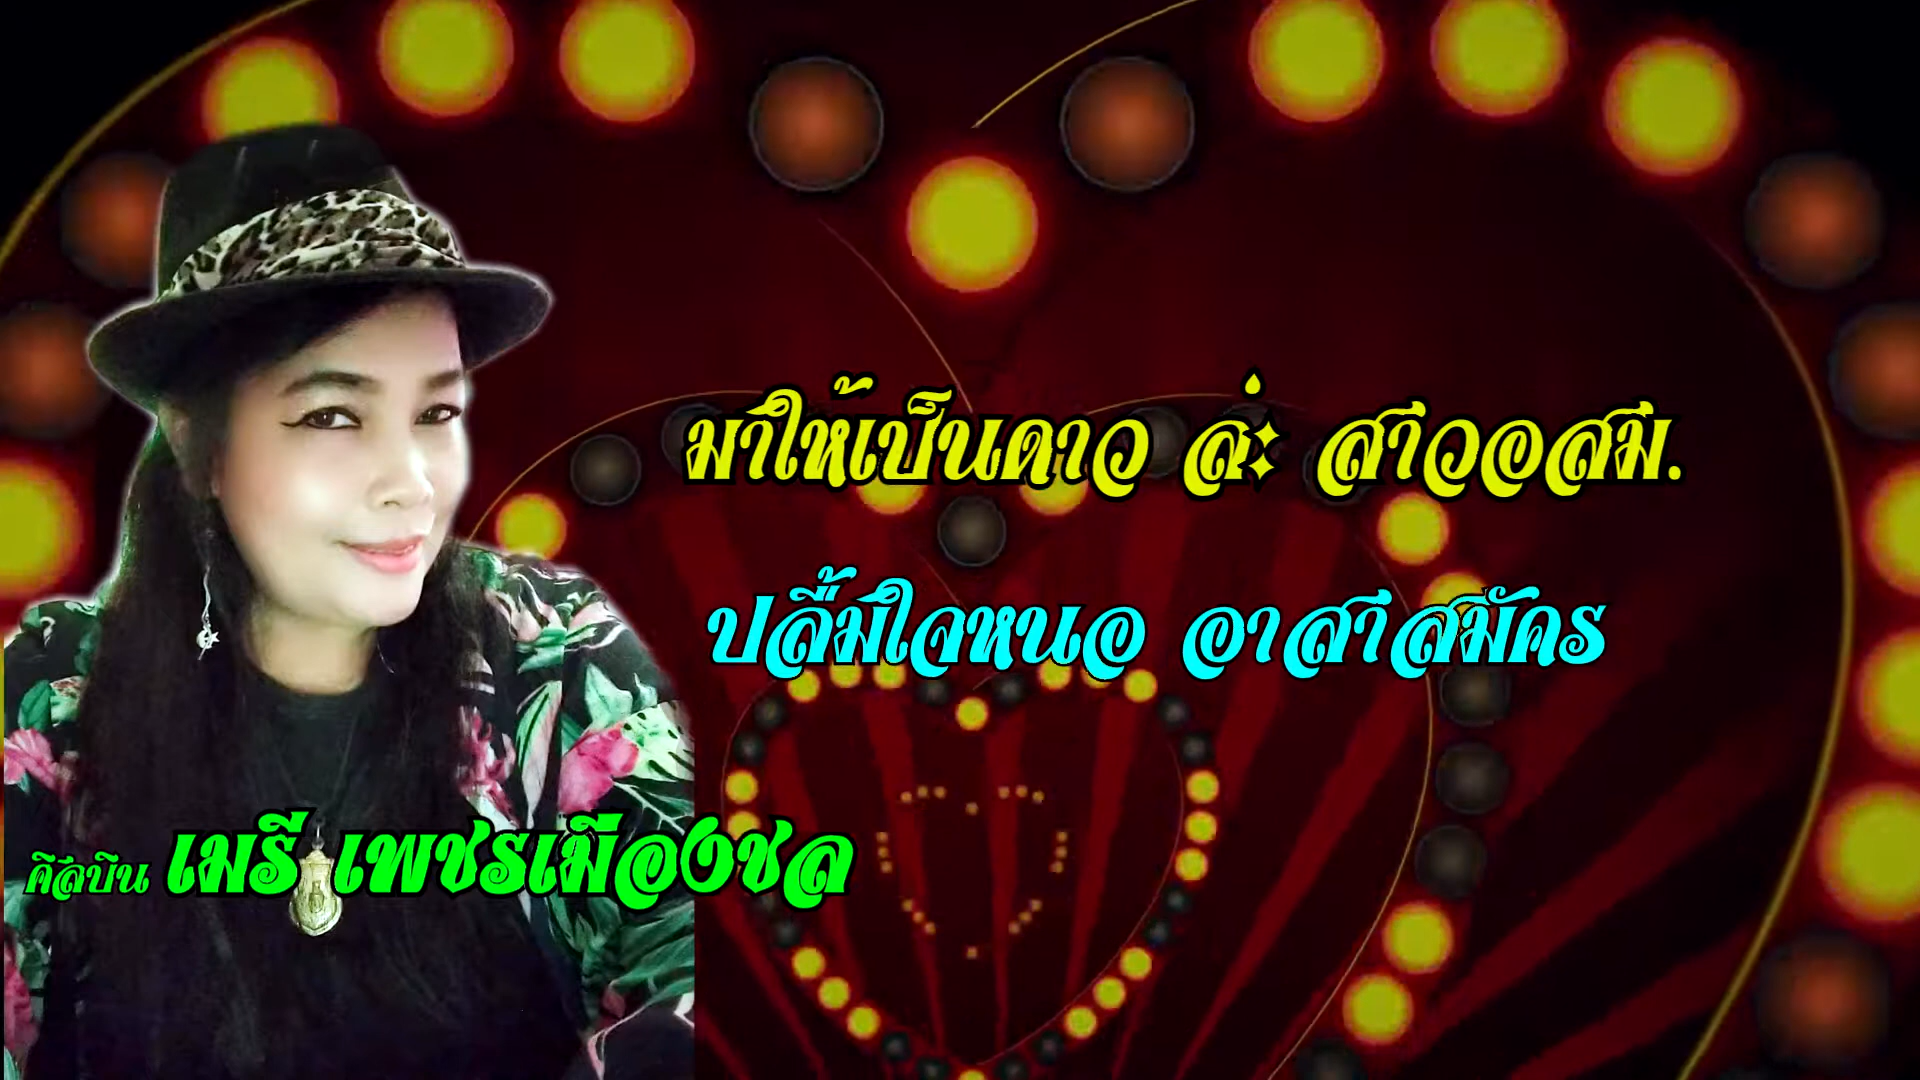 มาให้เป็นดาว ล่ะ สาวอสม.
ปลื้มใจหนอ อาสาสมัคร
ศิลปิน เมรี เพชรเมืองชล